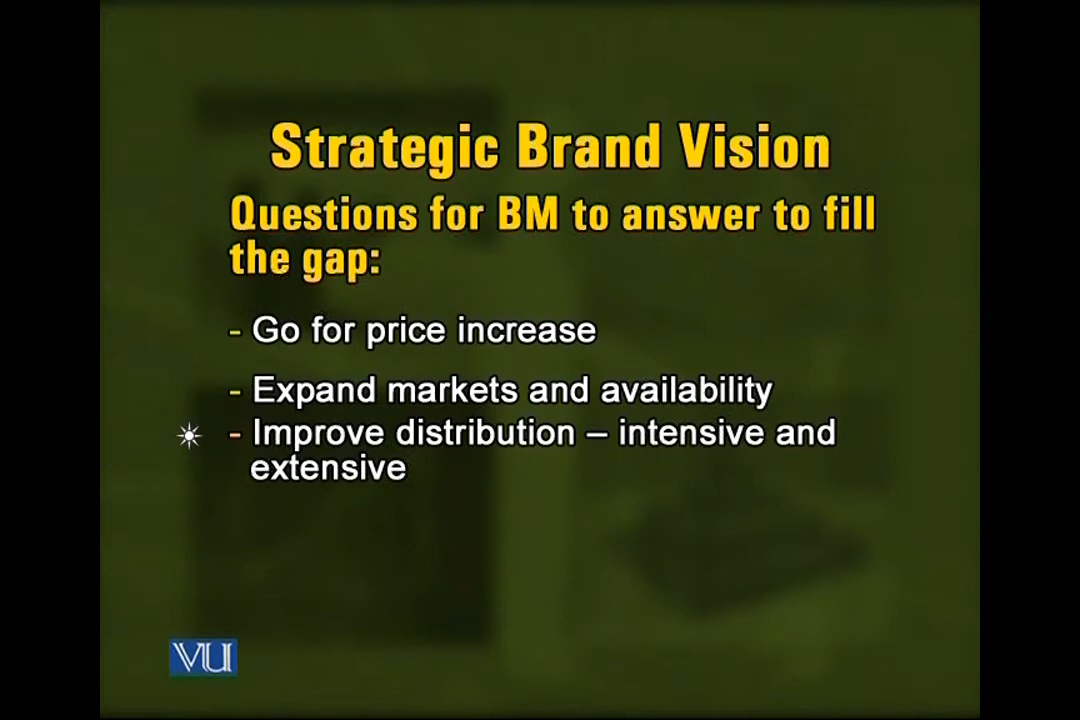 Strategic Brand Vision
Questions for BM to answer to fill
the gap:
- Go for price increase
- Expand markets and availability
- Improve distribution – intensive and
extensive
VU